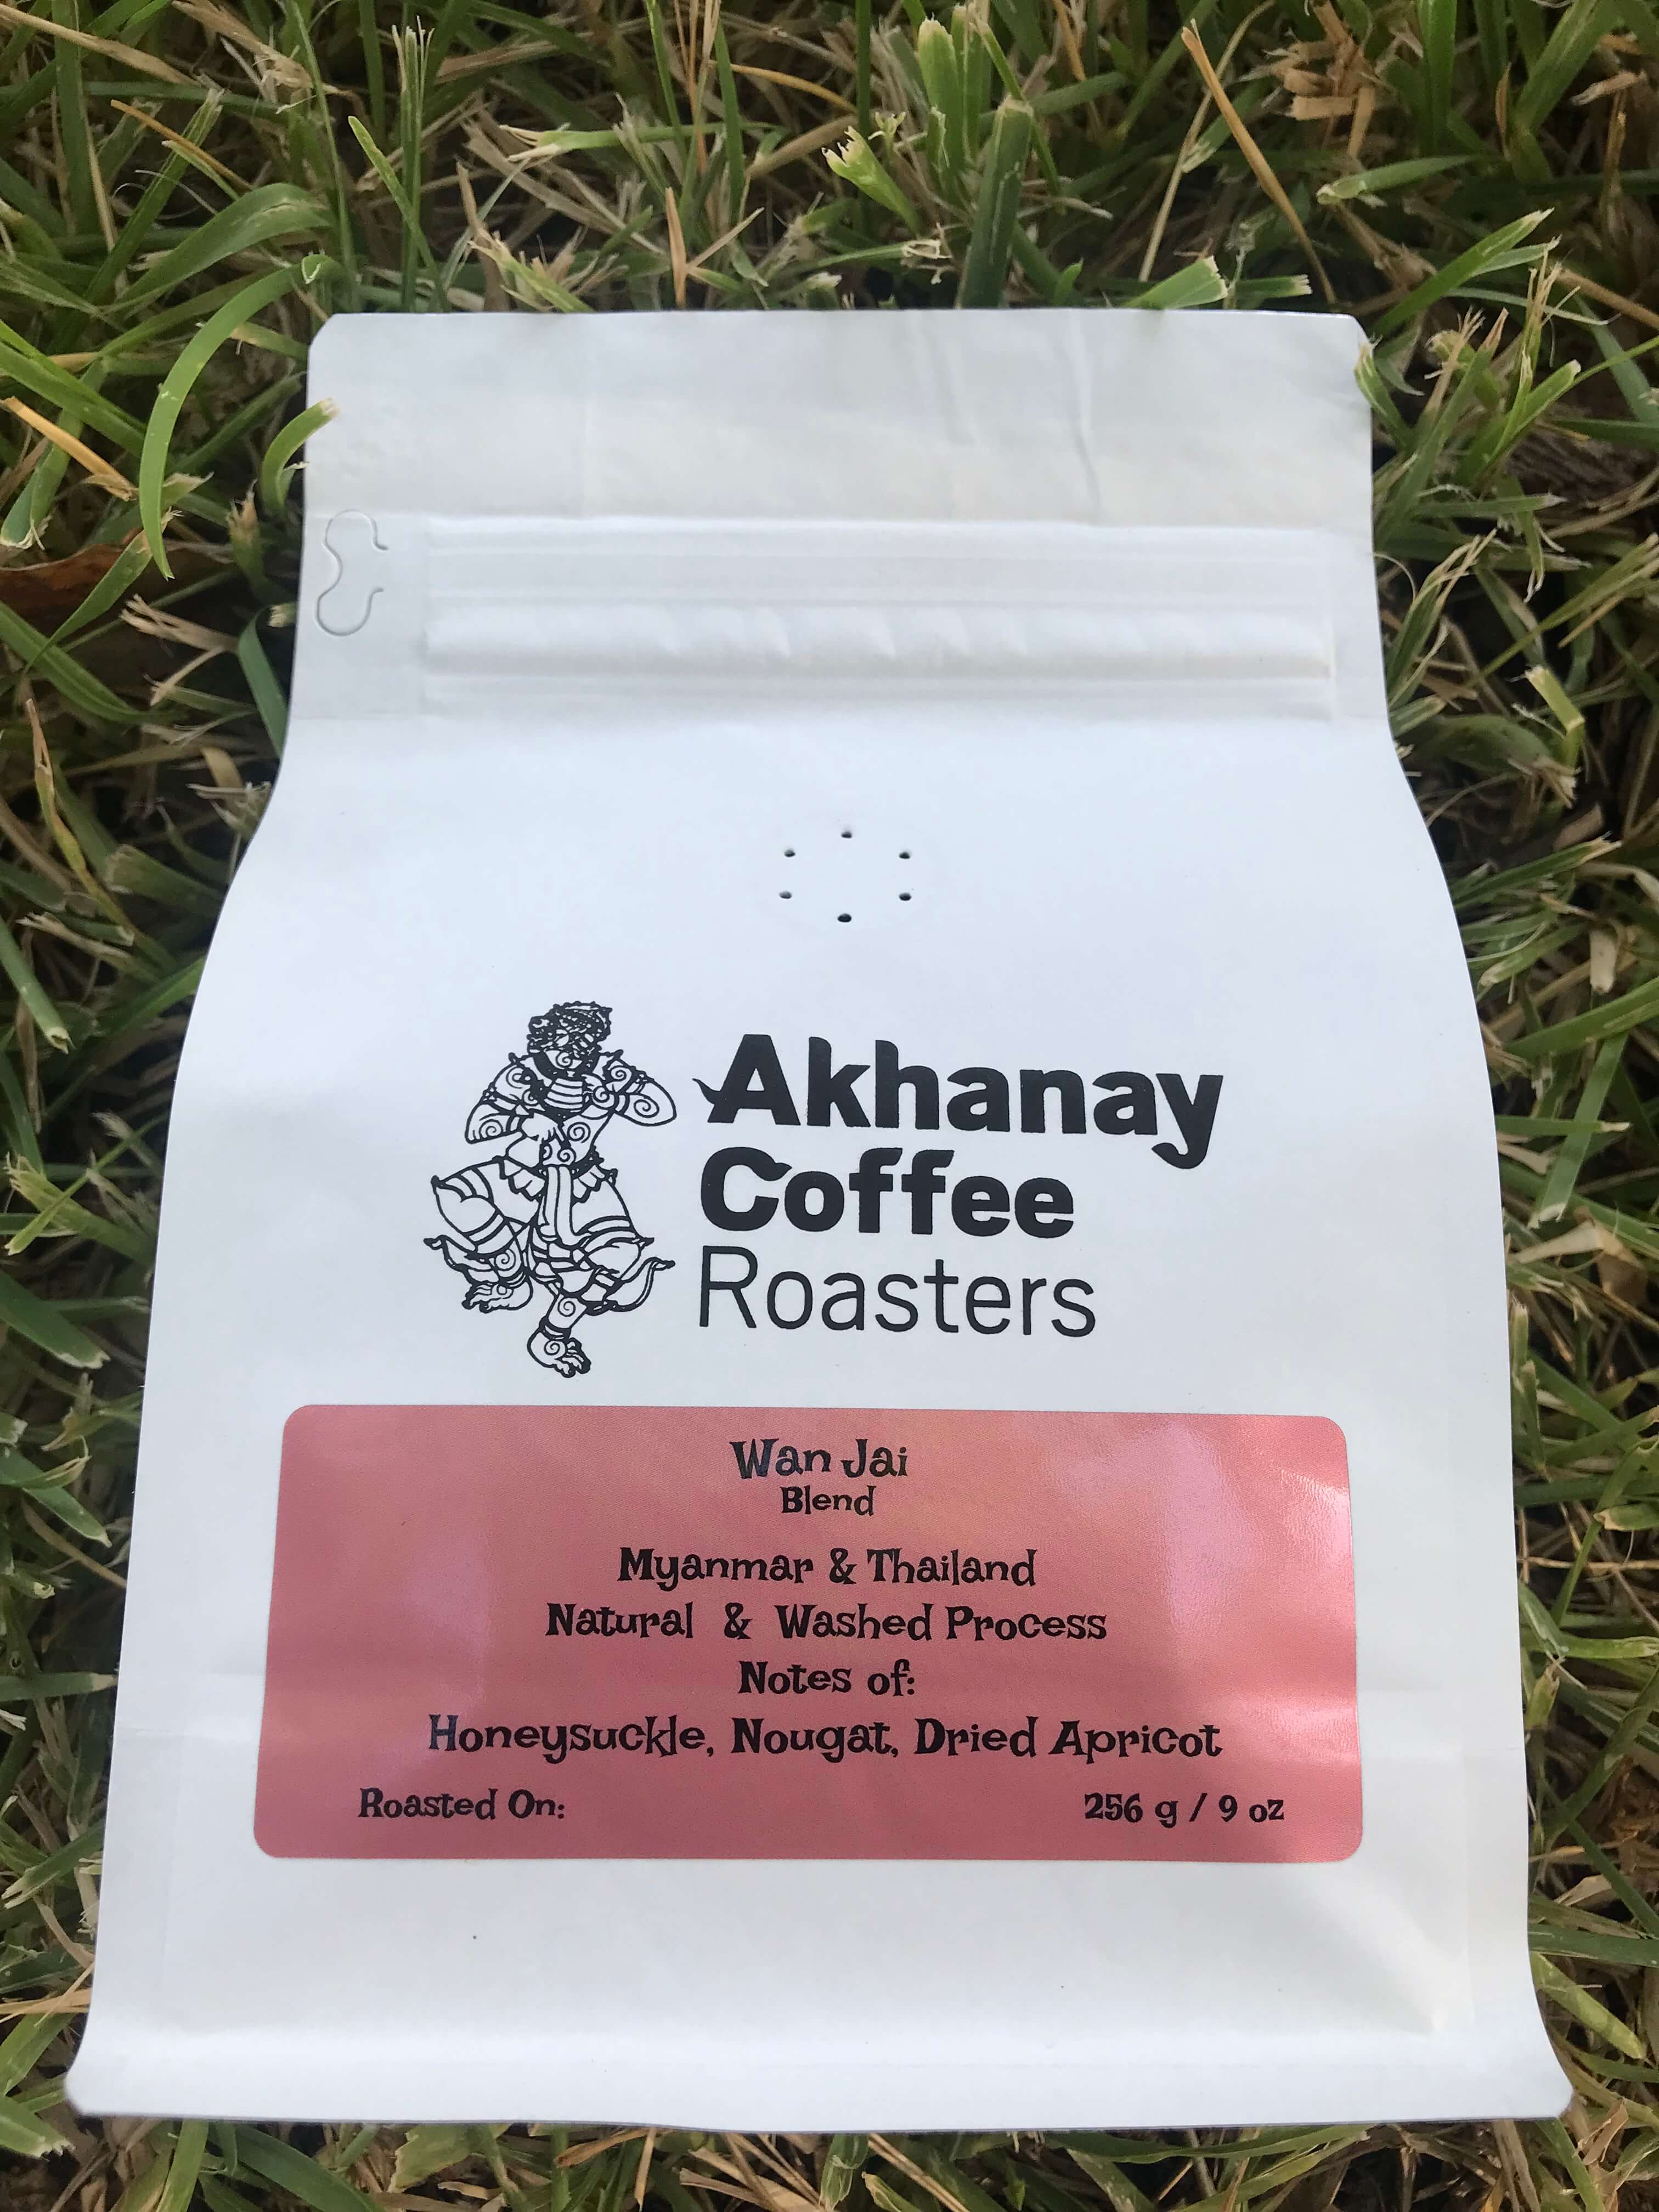 Akhanay
Coffee
Roasters
Wan Jai
Blend
Myanmar & Thailand
Natural & Washed Process
Notes of:
Honeysuckle, Nougat, Dried Apricot
Roasted On:
256 g / 9 oz